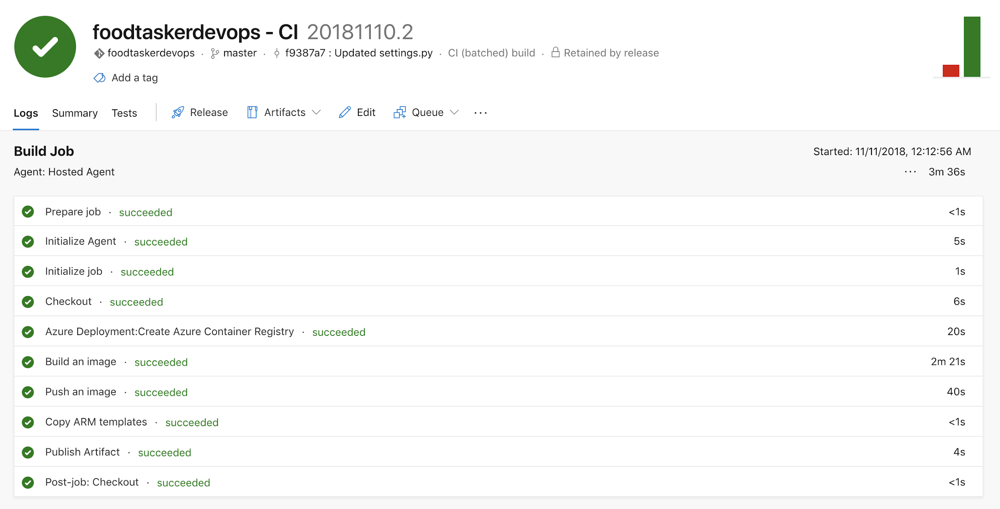 foodtaskerdevops - CI 20181110.2
foodtaskerdevops · master · f9387a7 : Updated settings.py · CI (batched) build · Retained by release
Add a tag
Logs Summary Tests Release Artifacts Edit Queue ···
Build Job Started: 11/11/2018, 12:12:56 AM
Agent: Hosted Agent ··· 3m 36s
Prepare job · succeeded <1s
Initialize Agent · succeeded 5s
Initialize job · succeeded 1s
Checkout · succeeded 6s
Azure Deployment:Create Azure Container Registry · succeeded 20s
Build an image · succeeded 2m 21s
Push an image · succeeded 40s
Copy ARM templates · succeeded <1s
Publish Artifact · succeeded 4s
Post-job: Checkout · succeeded <1s